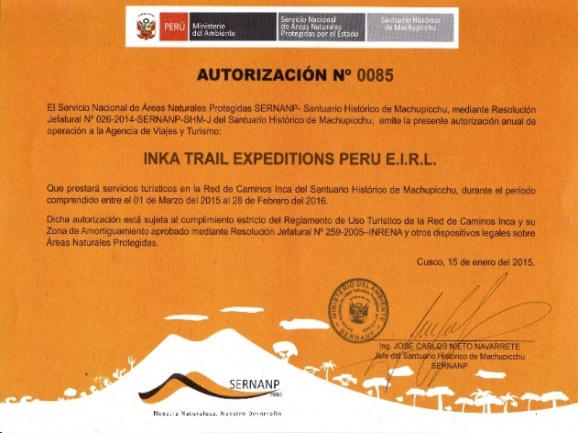 PERÚ
Ministerio
del Ambiente
Servicio Nacional
de Áreas Naturales
Protegidas por el Estado
Santuario Histórico
de Machupicchu
AUTORIZACIÓN Nº 0085
El Servicio Nacional de Áreas Naturales Protegidas SERNANP- Santuario Histórico de Machupicchu, mediante Resolución
Jefatural Nº 026-2014-SERNANP-SHM-J del Santuario Histórico de Machupicchu, emite la presente autorización anual de
operación a la Agencia de Viajes y Turismo:
INKA TRAIL EXPEDITIONS PERU E.I.R.L.
Que prestará servicios turísticos en la Red de Caminos Inca del Santuario Histórico de Machupicchu, durante el periodo
comprendido entre el 01 de Marzo del 2015 al 28 de Febrero del 2016.
Dicha autorización está sujeta al cumplimiento estricto del Reglamento de Uso Turístico de la Red de Caminos Inca y su
Zona de Amortiguamiento aprobado mediante Resolución Jefatural Nº 259-2005–INRENA y otros dispositivos legales sobre
Áreas Naturales Protegidas.
Cusco, 15 de enero del 2015.
MINISTERIO DEL AMBIENTE
SERNANP
Ing. JOSE CARLOS NIETO NAVARRETE
Jefe del Santuario Histórico de Machupicchu
SERNANP
SERNANP
PERÚ
Nuestra Naturaleza, Nuestro Desarrollo